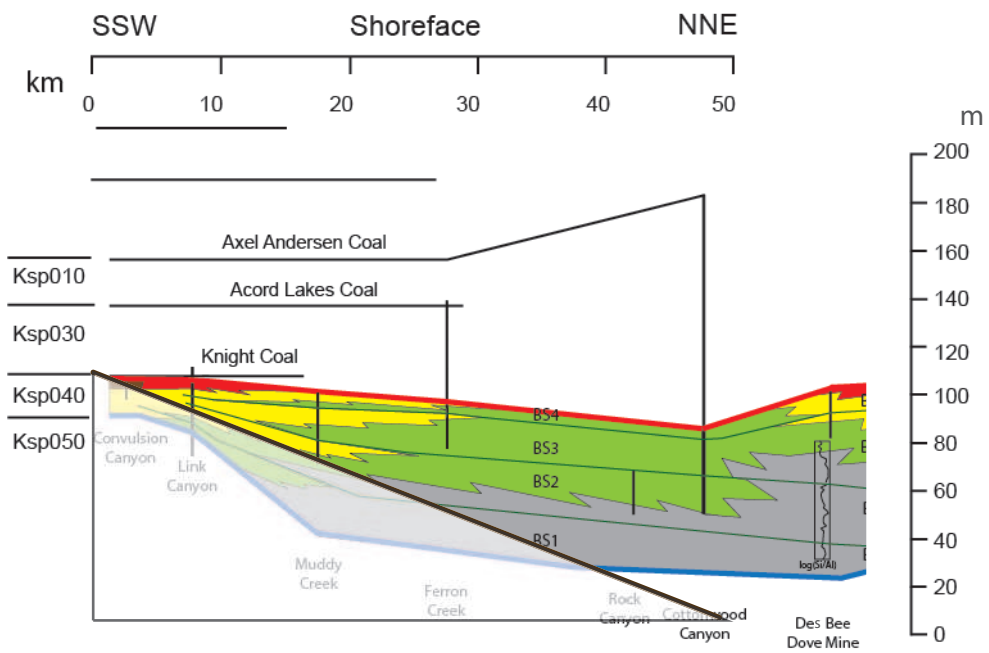 SSW Shoreface NNE
km
0 10 20 30 40 50
m
200
180
160
140
120
100
80
60
40
20
0
Axel Andersen Coal
Ksp010
Acord Lakes Coal
Ksp030
Knight Coal
Ksp040
Ksp050
BS4
BS3
BS2
BS1
B
E
B
E
log(Si/Al)
Convulsion
Canyon
Link
Canyon
Muddy
Creek
Ferron
Creek
Rock
Canyon
Cottonwood
Canyon
Des Bee
Dove Mine